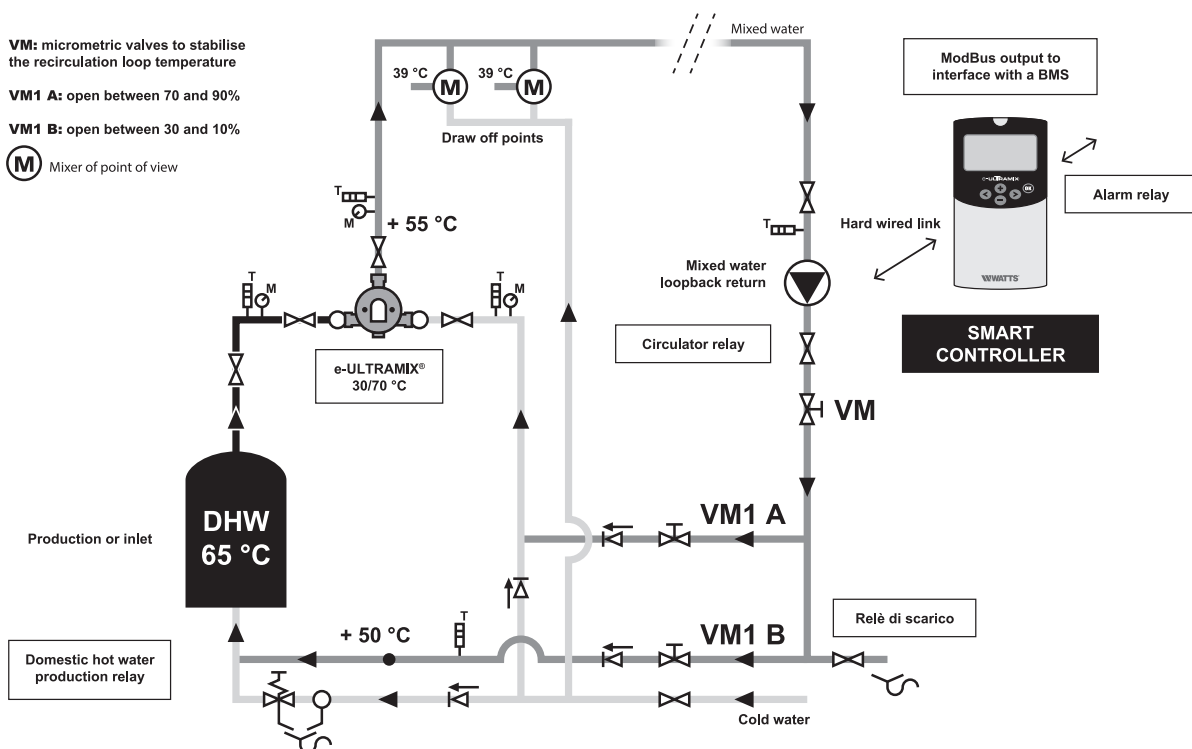 VM: micrometric valves to stabilise
the recirculation loop temperature
VM1 A: open between 70 and 90%
VM1 B: open between 30 and 10%
M Mixer of point of view
Mixed water
39 °C
39 °C
M
M
Draw off points
T
M
+ 55 °C
T
M
T
M
e-ULTRAMIX®
30/70 °C
DHW
65 °C
Production or inlet
Domestic hot water
production relay
+ 50 °C
T
T
Mixed water
loopback return
Circulator relay
VM
VM1 A
VM1 B
Relè di scarico
Cold water
ModBus output to
interface with a BMS
e-ULTRAMIX
OK
WATTS
Alarm relay
Hard wired link
SMART
CONTROLLER